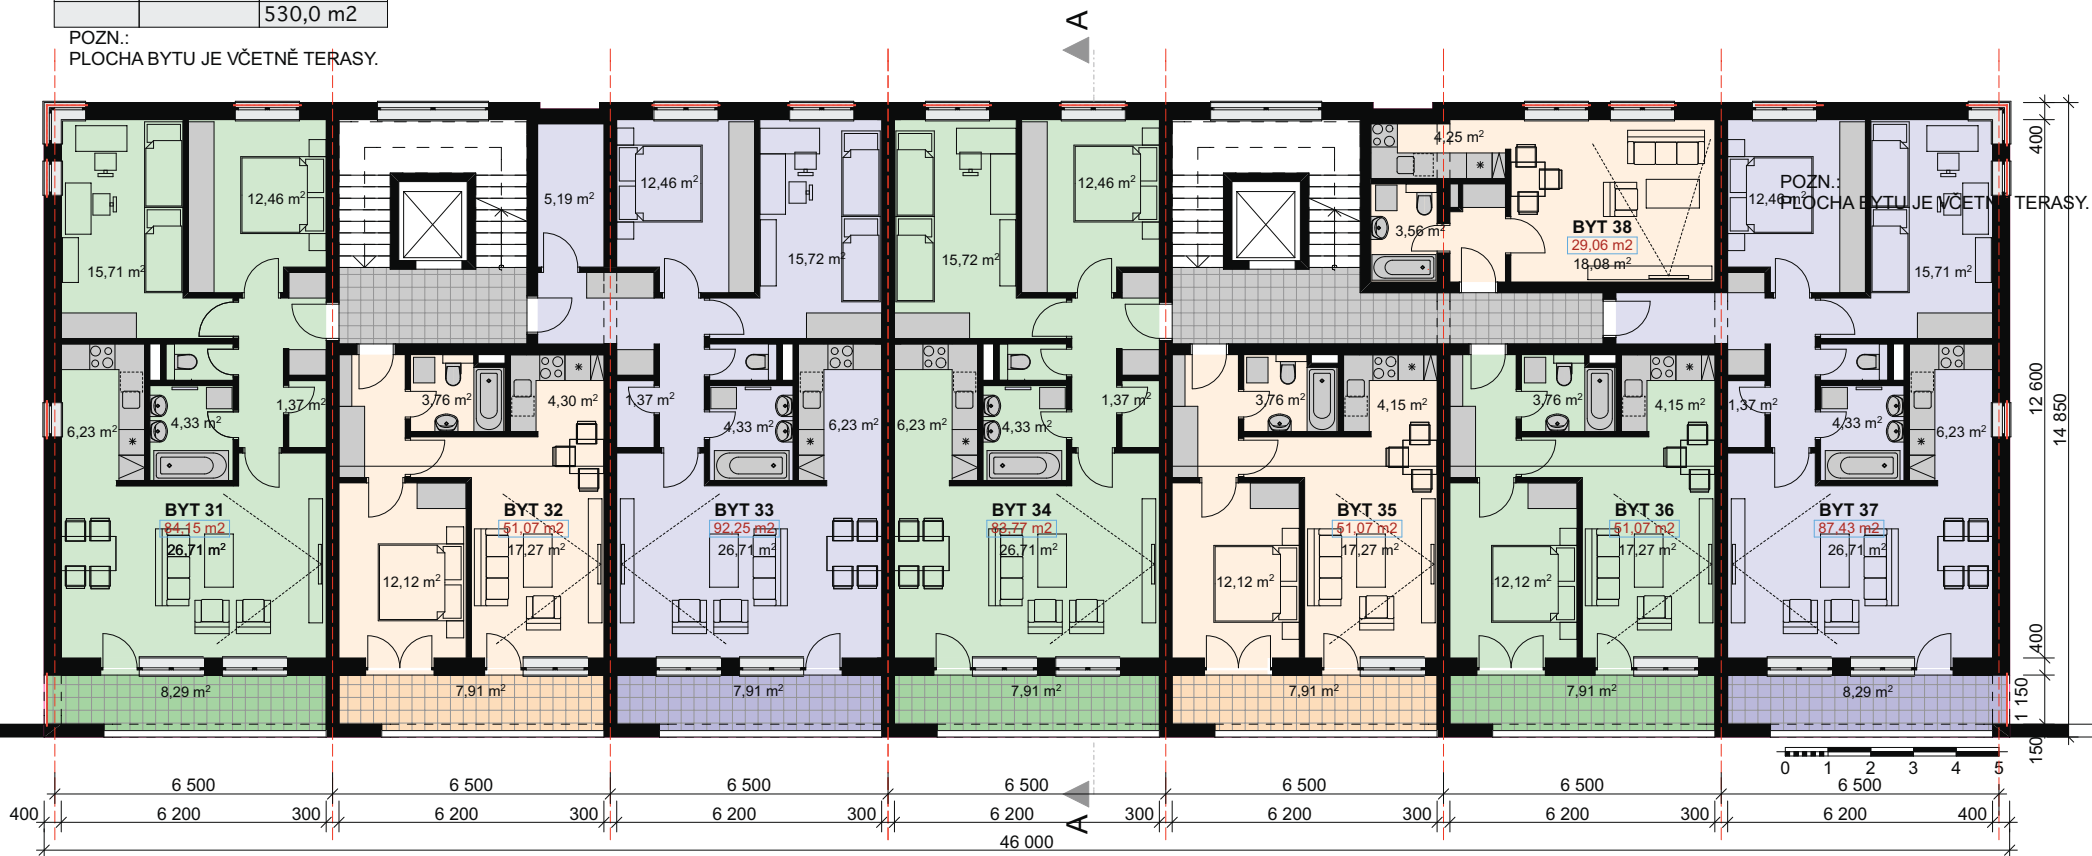 530,0 m2
POZN.:
PLOCHA BYTU JE VČETNĚ TERASY.
A
400
4,25 m²
12,46 m²
5,19 m²
12,46 m²
12,46 m²
POZN.:
12,46 m²
PLOCHA BYTU JE VČETNĚ TERASY.
3,56 m²
BYT 38
29,06 m2
18,08 m²
15,71 m²
15,72 m²
15,72 m²
15,71 m²
12 600
14 850
1,37 m²
3,76 m²
4,30 m²
1,37 m²
1,37 m²
3,76 m²
4,15 m²
3,76 m²
4,15 m²
1,37 m²
6,23 m²
4,33 m²
4,33 m²
6,23 m²
6,23 m²
4,33 m²
4,33 m²
6,23 m²
BYT 31
84,15 m2
26,71 m²
BYT 32
51,07 m2
17,27 m²
BYT 33
92,25 m2
26,71 m²
BYT 34
83,77 m2
26,71 m²
BYT 35
51,07 m2
17,27 m²
BYT 36
51,07 m2
17,27 m²
BYT 37
87,43 m2
26,71 m²
12,12 m²
12,12 m²
12,12 m²
400
8,29 m²
7,91 m²
7,91 m²
7,91 m²
7,91 m²
7,91 m²
8,29 m²
1 150
150
0 1 2 3 4 5
6 500 6 500 6 500 6 500 6 500 6 500 6 500
400 6 200 300 6 200 300 6 200 300 6 200 300 6 200 300 6 200 300 6 200 400
A
46 000